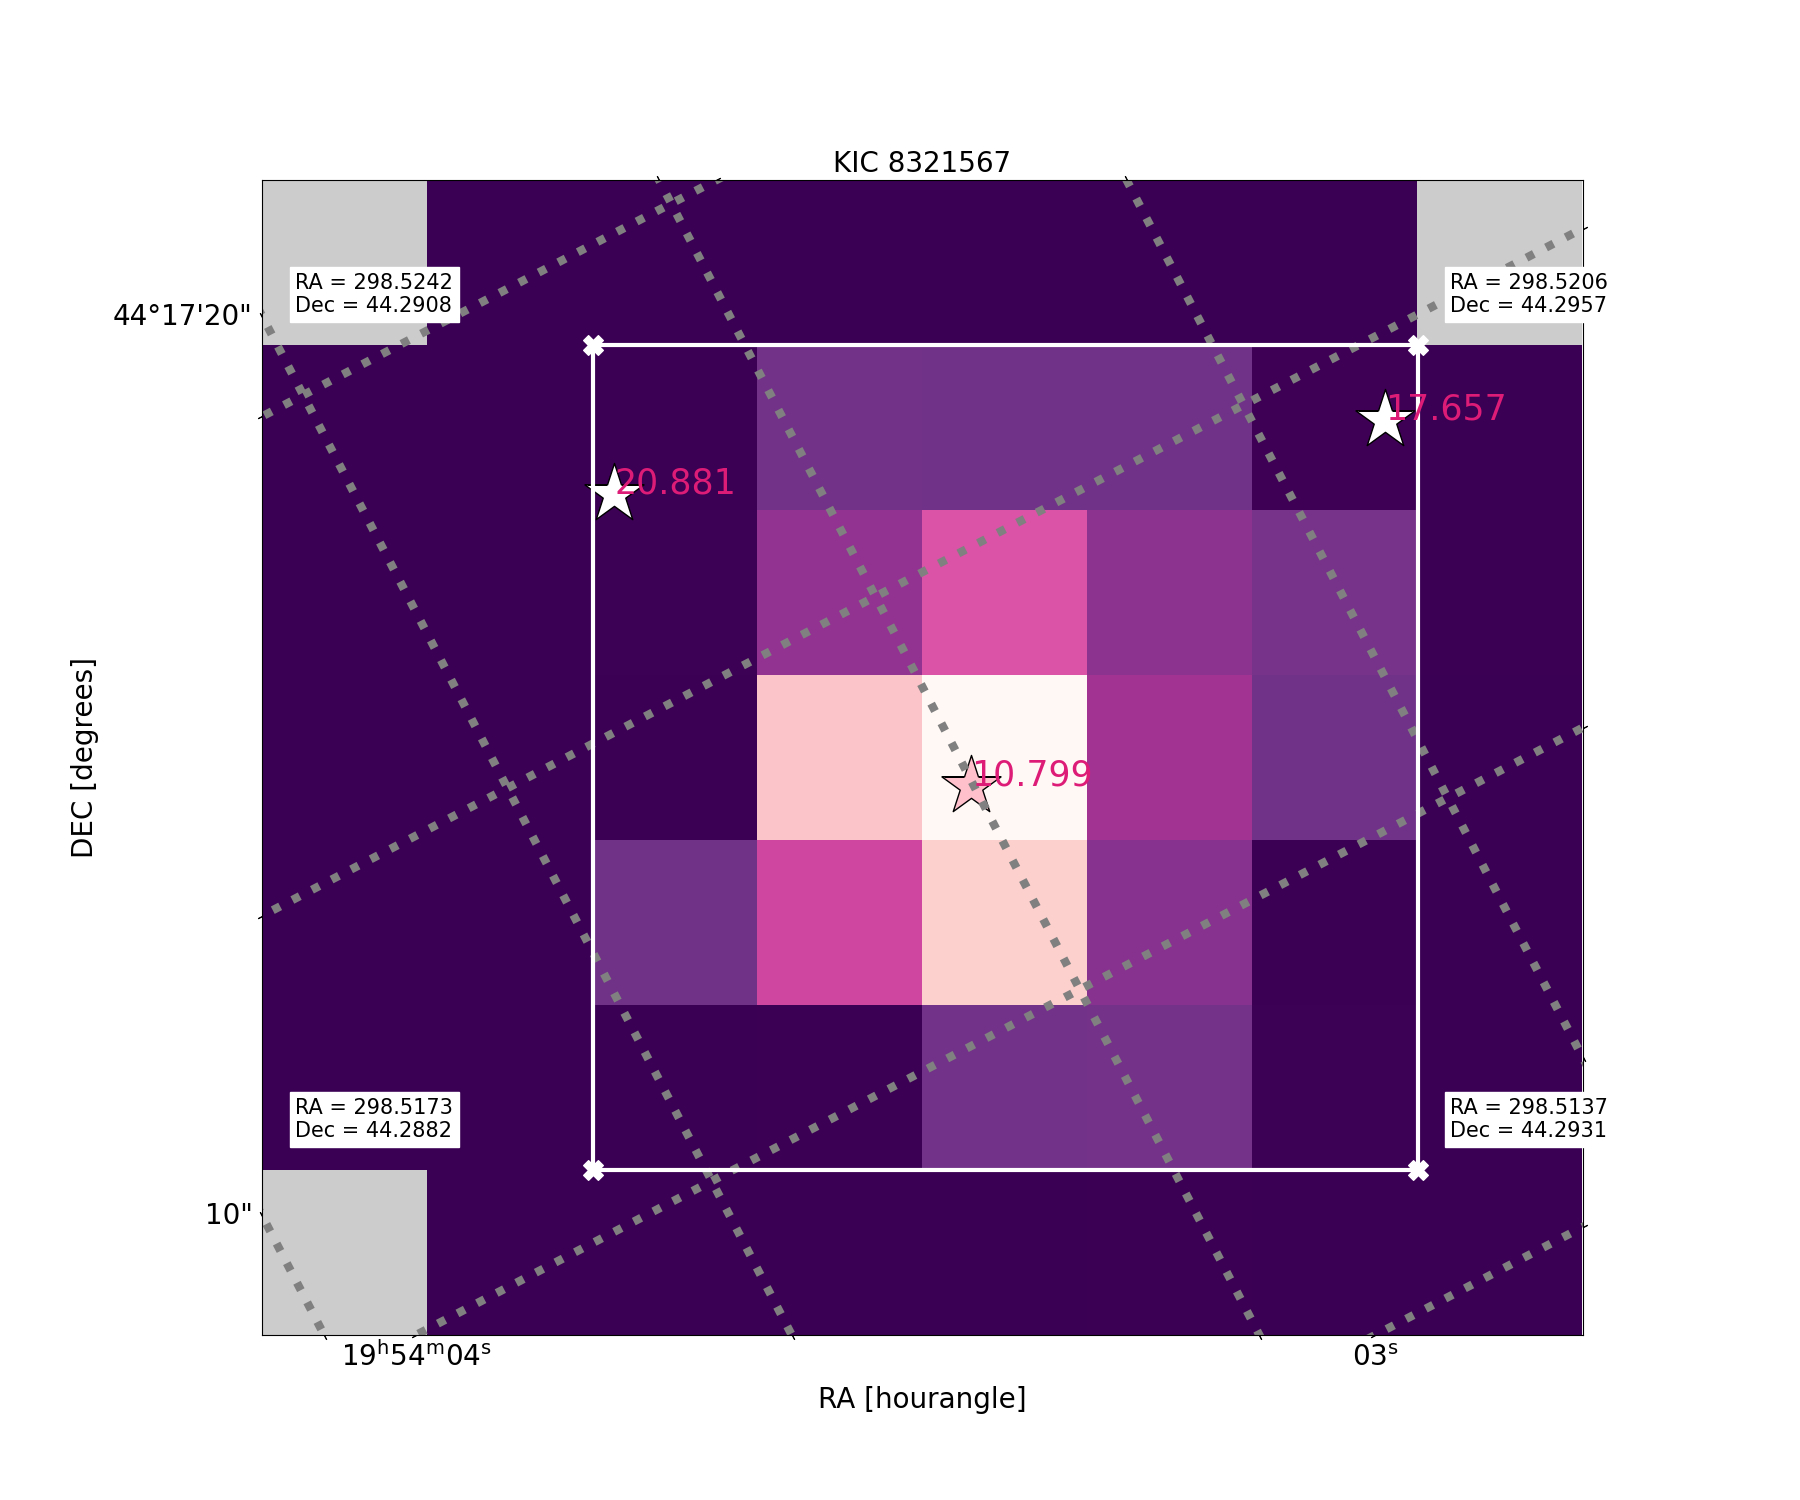 KIC 8321567
44°17'20"
RA = 298.5242
Dec = 44.2908
RA = 298.5206
Dec = 44.2957
17.657
20.881
10.799
DEC [degrees]
RA = 298.5173
Dec = 44.2882
RA = 298.5137
Dec = 44.2931
10"
19ʰ54ᵐ04ˢ
03ˢ
RA [hourangle]